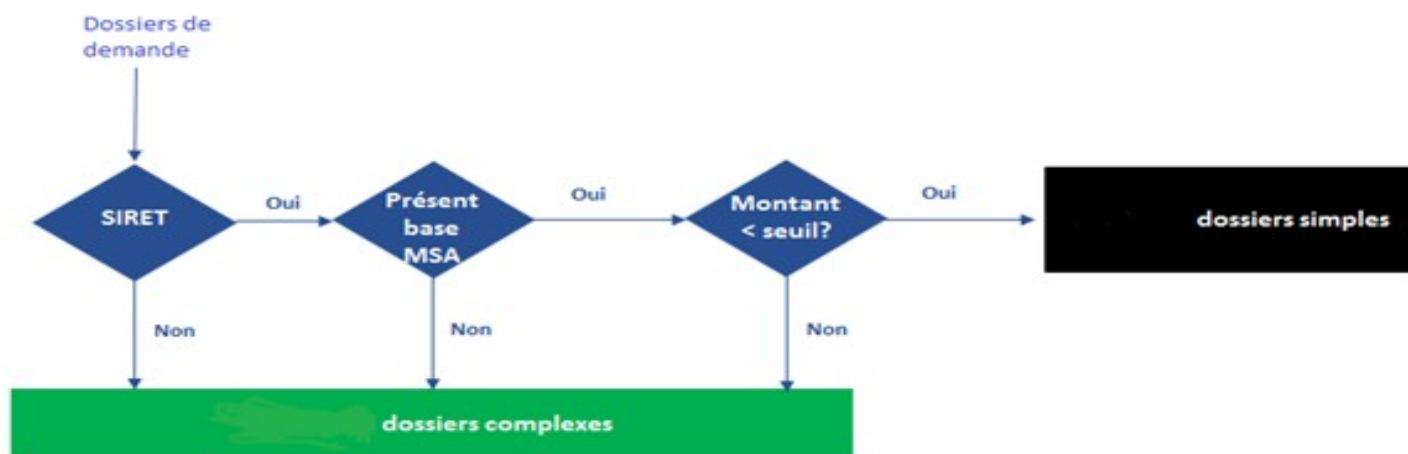 Dossiers de
demande
SIRET
Oui
Présent
base
MSA
Oui
Montant
< seuil?
Oui
dossiers simples
Non
Non
Non
dossiers complexes